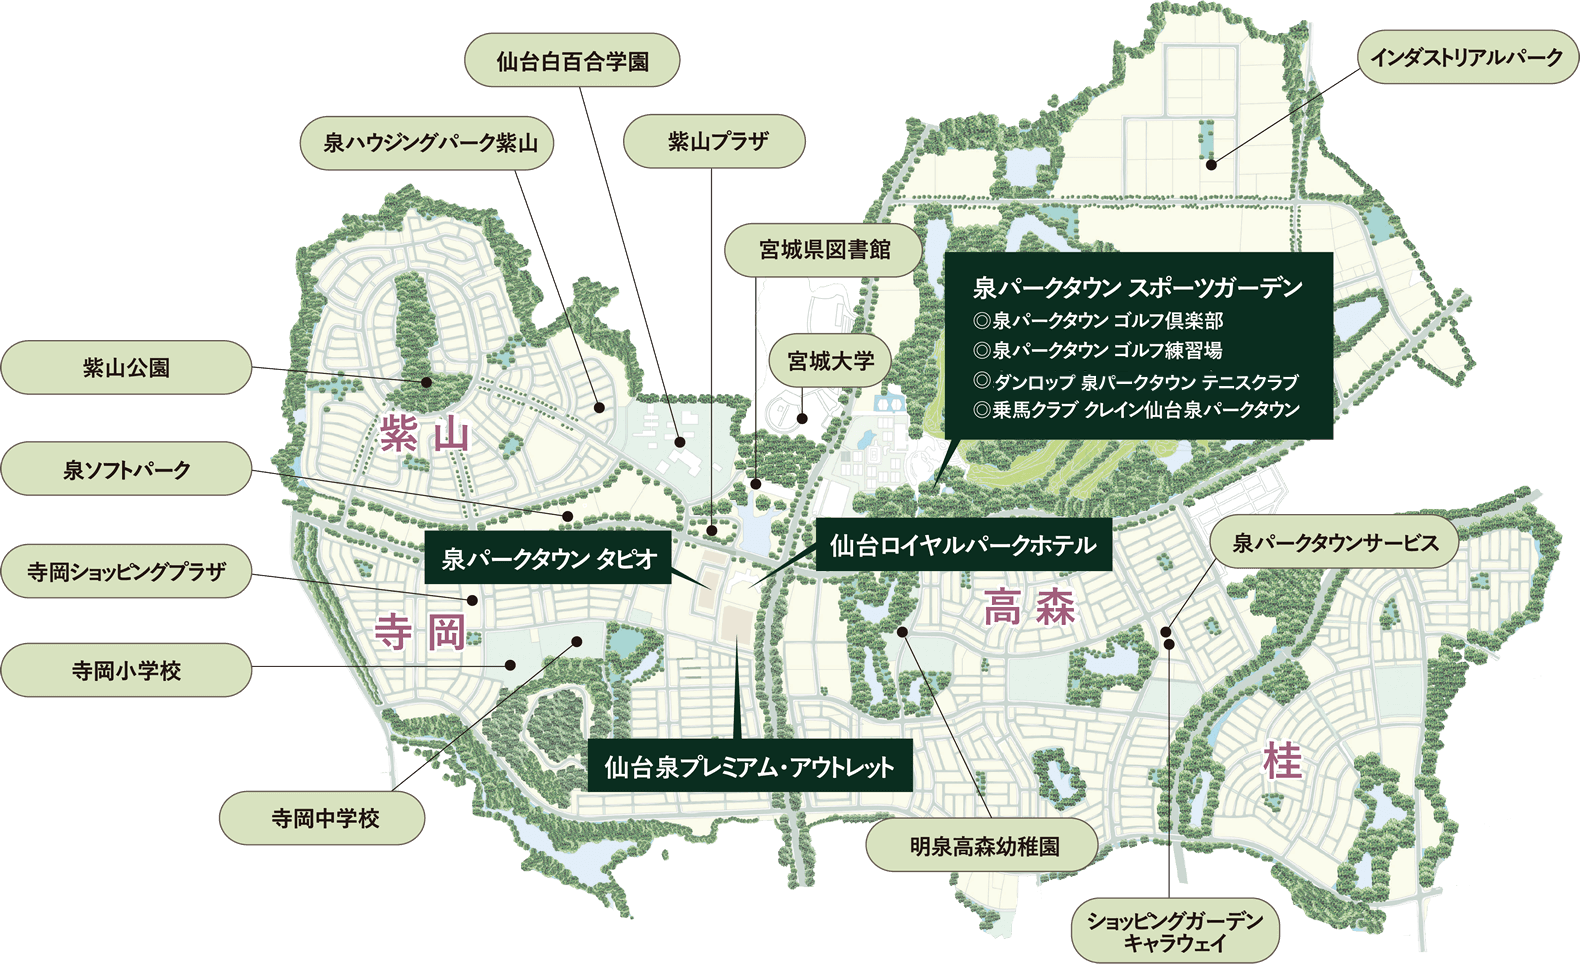 仙台白百合学園
インダストリアルパーク
泉ハウジングパーク紫山
紫山プラザ
宮城県図書館
泉パークタウン スポーツガーデン
◎泉パークタウン ゴルフ倶楽部
◎泉パークタウン ゴルフ練習場
◎ダンロップ 泉パークタウン テニスクラブ
◎乗馬クラブ クレイン仙台泉パークタウン
宮城大学
紫山公園
紫山
泉ソフトパーク
泉パークタウン タピオ
仙台ロイヤルパークホテル
泉パークタウンサービス
寺岡ショッピングプラザ
寺岡
高森
寺岡小学校
仙台泉プレミアム・アウトレット
桂
寺岡中学校
明泉高森幼稚園
ショッピングガーデン
キャラウェイ